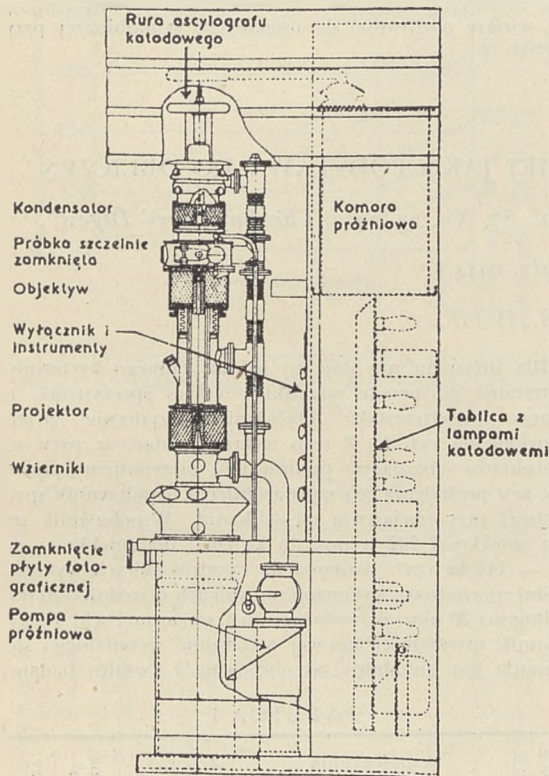 Rura oscylografu
katodowego
Kondensator
Próbka szczelnie
zamknięta
Objektyw
Wyłącznik i
instrumenty
Projektor
Wzierniki
Zamknięcie
płyty foto-
graficznej
Pompa
próżniowa
Komora
próżniowa
Tablica z
lampami
katodowemi